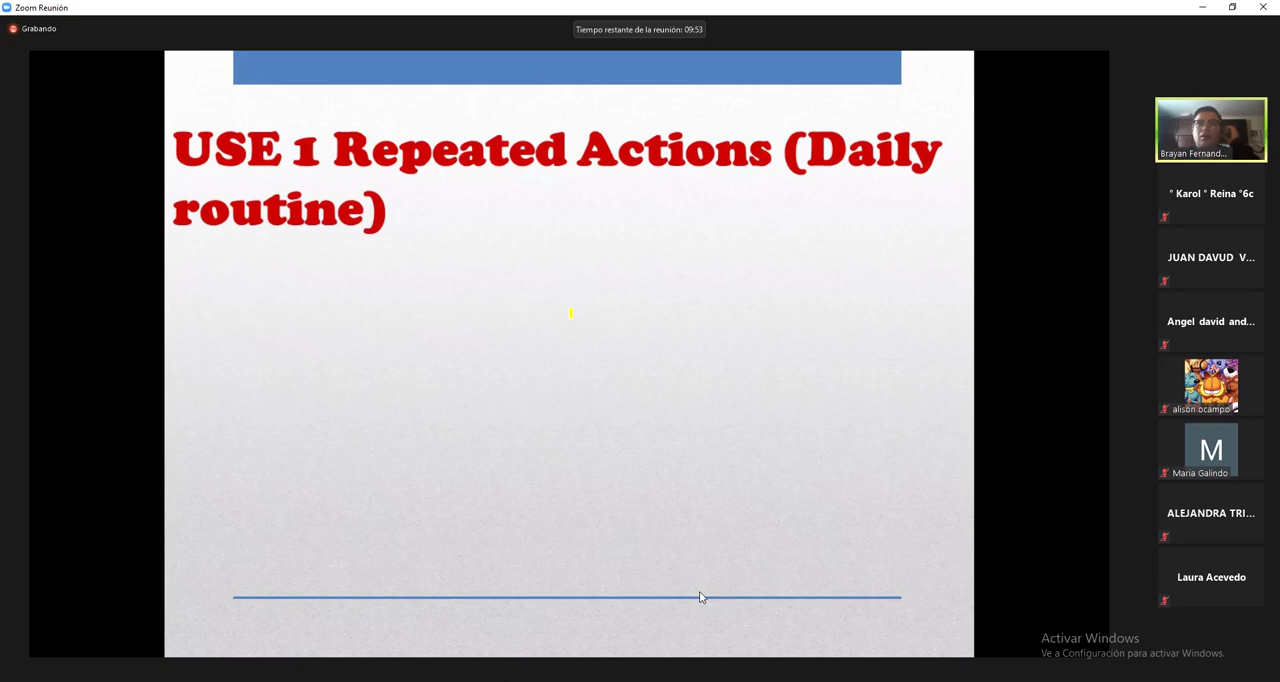 Zoom Reunión
Grabando
Tiempo restante de la reunión: 09:53
USE 1 Repeated Actions (Daily
routine)
Brayan Fernand...
° Karol ° Reina °6c
JUAN DAVUD V...
Angel david and...
alison ocampo
M
Maria Galindo
ALEJANDRA TRI...
Laura Acevedo
Activar Windows
Ve a Configuración para activar Windows.